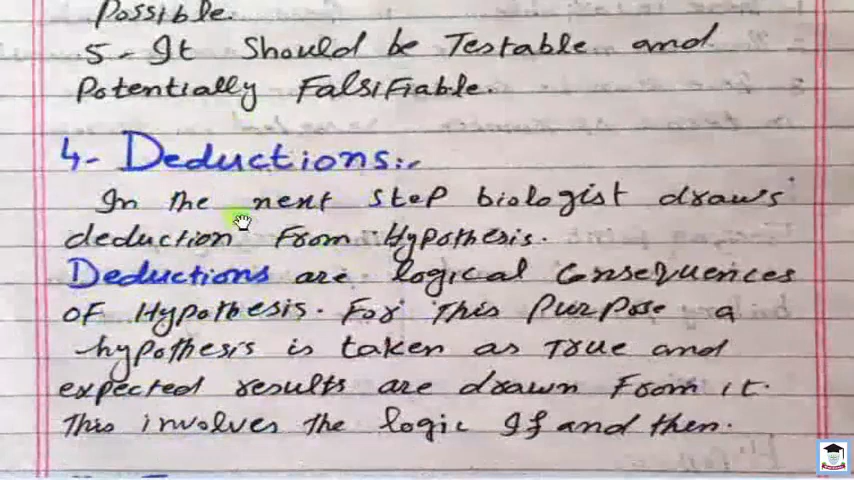 Possible.
5- It Should be Testable and
Potentially Falsifiable.
4- Deductions:-
In the next step biologist draws
deduction From Hypothesis.
Deductions are logical Consequences
OF Hypothesis. For This Purpose a
hypothesis is taken as True and
expected results are drawn From it.
This involves the logic If and then.